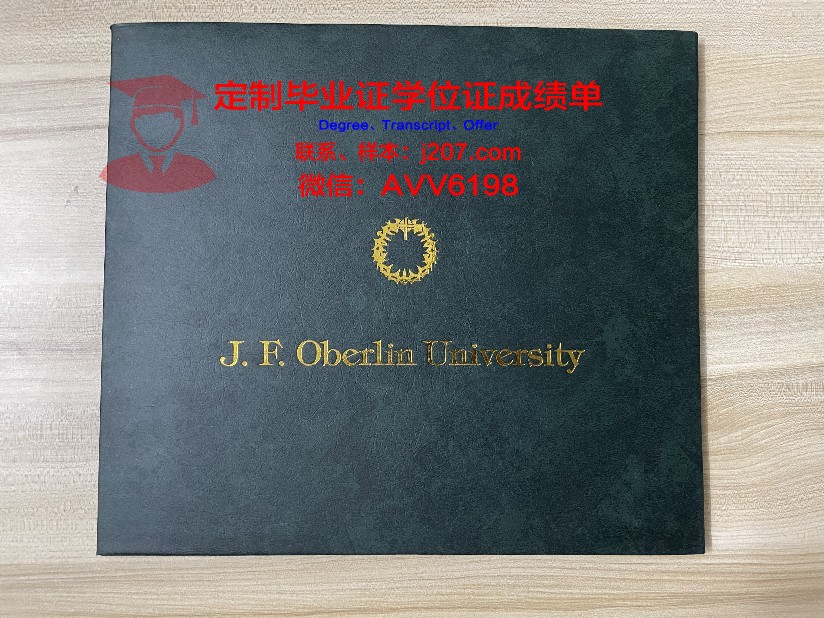 定制毕业证学位证成绩单
Degree、Transcript、Offer
联系、样本：j207.com
微信：AVV6198
J. F. Oberlin University